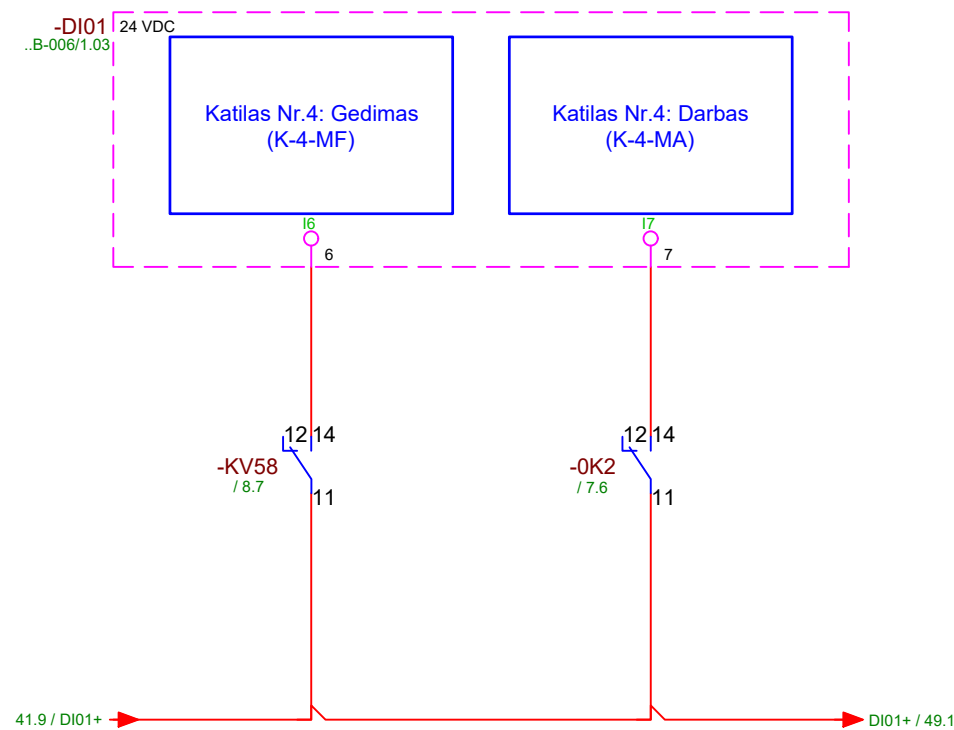 -DI01
24 VDC
..B-006/1.03
Katilas Nr.4: Gedimas
(K-4-MF)
Katilas Nr.4: Darbas
(K-4-MA)
I6
I7
6
7
12 14
12 14
-KV58
/ 8.7
-0K2
/ 7.6
11
11
41.9 / DI01+
DI01+ / 49.1